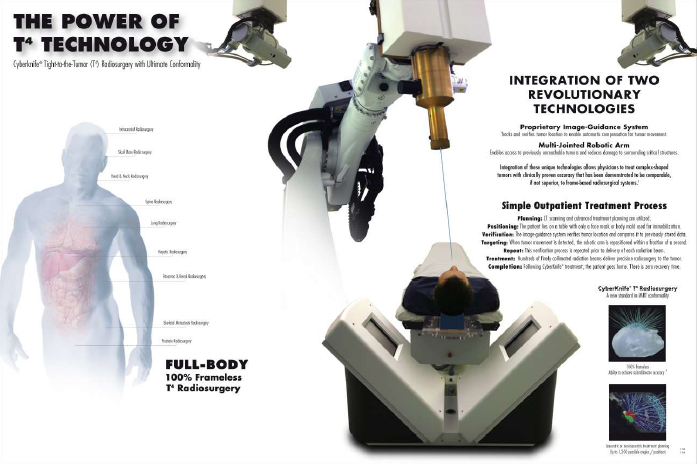 THE POWER OF
T⁴ TECHNOLOGY
Cyberknife® Tight-to-the-Tumor (T⁴) Radiosurgery with Ultimate Conformality
Intracranial Radiosurgery
Skull Base Radiosurgery
Head & Neck Radiosurgery
Spine Radiosurgery
Lung Radiosurgery
Hepatic Radiosurgery
Pancreas & Renal Radiosurgery
Skeletal Metastasis Radiosurgery
Prostate Radiosurgery
FULL-BODY
100% Frameless
T⁴ Radiosurgery
INTEGRATION OF TWO
REVOLUTIONARY
TECHNOLOGIES
Proprietary Image-Guidance System
Tracks and verifies tumor location to enable automatic compensation for tumor movement.
Multi-Jointed Robotic Arm
Enables access to previously unreachable tumors and reduces damage to surrounding critical structures.
Integration of these unique technologies allows physicians to treat complex-shaped
tumors with clinically proven accuracy that has been demonstrated to be comparable,
if not superior, to frame-based radiosurgical systems.¹
Simple Outpatient Treatment Process
Planning: CT scanning and advanced treatment planning are utilized.
Positioning: The patient lies on a table with only a face mask or body mold used for immobilization.
Verification: The image-guidance system verifies tumor location and compares it to previously stored data.
Targeting: When tumor movement is detected, the robotic arm is repositioned within a fraction of a second.
Repeat: This verification process is repeated prior to delivery of each radiation beam.
Treatment: Hundreds of finely collimated radiation beams deliver precision radiosurgery to the tumor.
Completion: Following CyberKnife® treatment, the patient goes home. There is zero recovery time.
CyberKnife® T⁴ Radiosurgery
A new standard in IMRT conformality
100% Frameless
Ability to achieve submillimeter accuracy
treatment planning
Up to 1,200 possible angles / positions